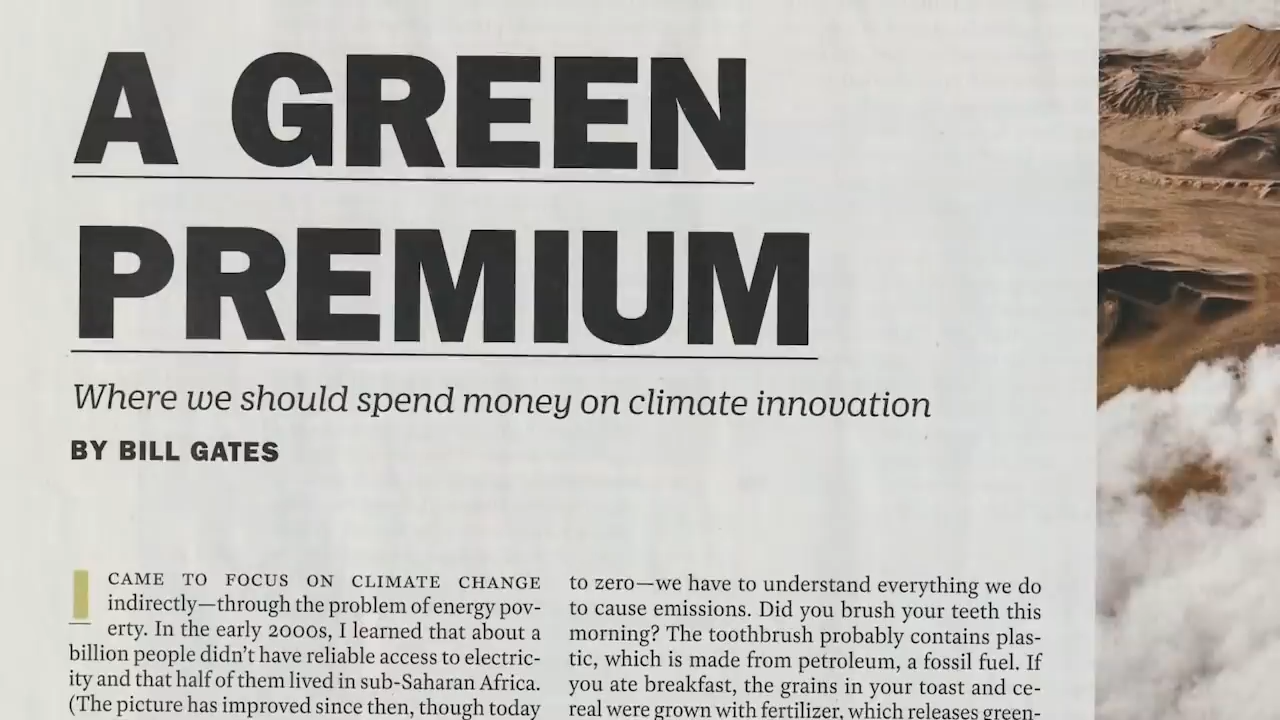 A GREEN
PREMIUM
Where we should spend money on climate innovation
BY BILL GATES
I CAME TO FOCUS ON CLIMATE CHANGE
indirectly—through the problem of energy pov-
erty. In the early 2000s, I learned that about a
billion people didn't have reliable access to electric-
ity and that half of them lived in sub-Saharan Africa.
(The picture has improved since then, though today
to zero—we have to understand everything we do
to cause emissions. Did you brush your teeth this
morning? The toothbrush probably contains plas-
tic, which is made from petroleum, a fossil fuel. If
you ate breakfast, the grains in your toast and ce-
real were grown with fertilizer, which releases green-